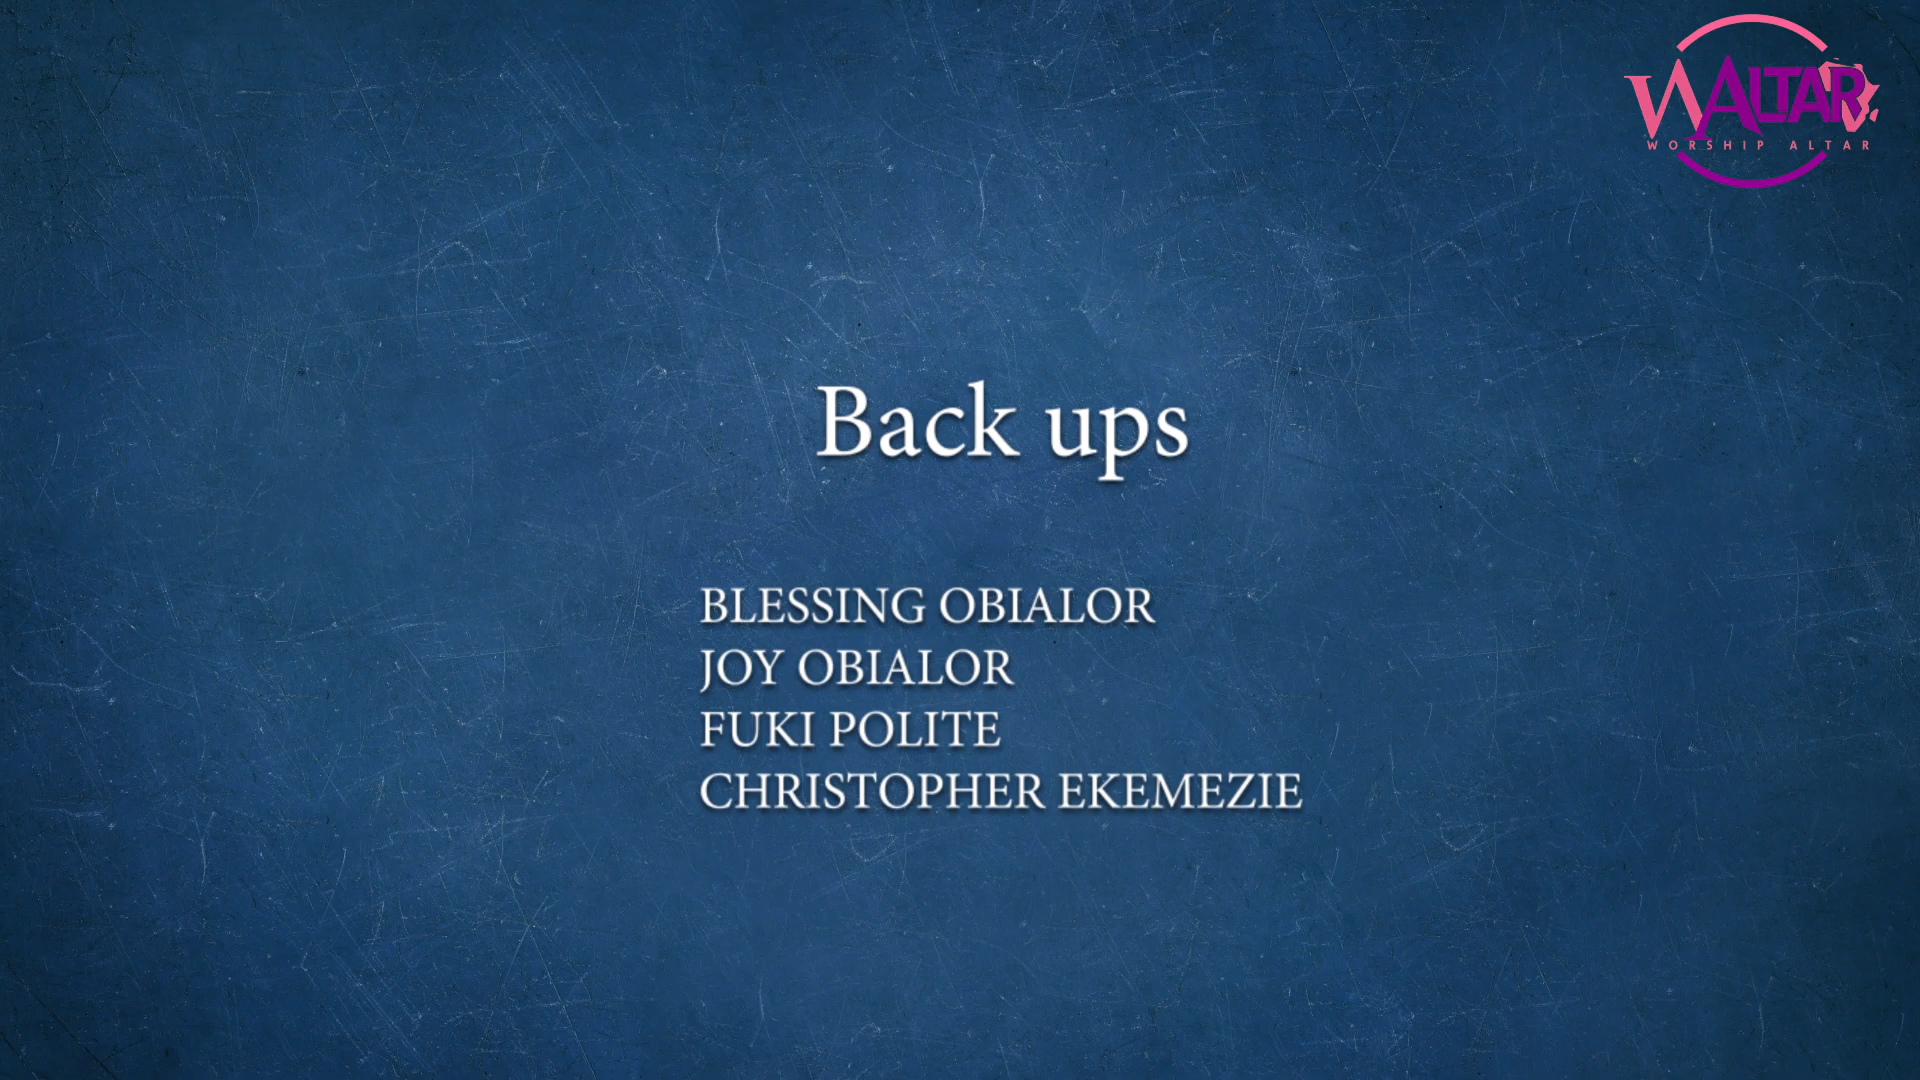 WALTAR
WORSHIP ALTAR
Back ups
BLESSING OBIALOR
JOY OBIALOR
FUKI POLITE
CHRISTOPHER EKEMEZIE